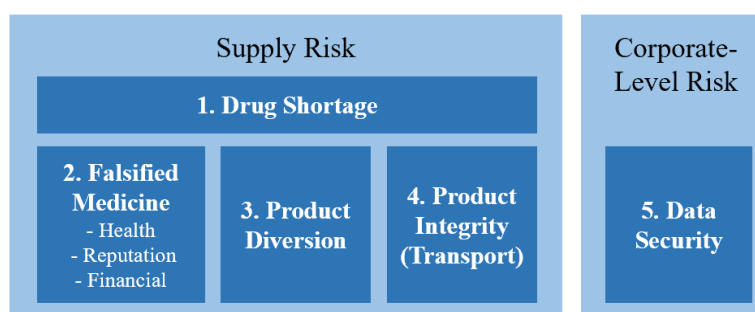 Supply Risk
1. Drug Shortage
2. Falsified
Medicine
- Health
- Reputation
- Financial
3. Product
Diversion
4. Product
Integrity
(Transport)
Corporate-
Level Risk
5. Data
Security